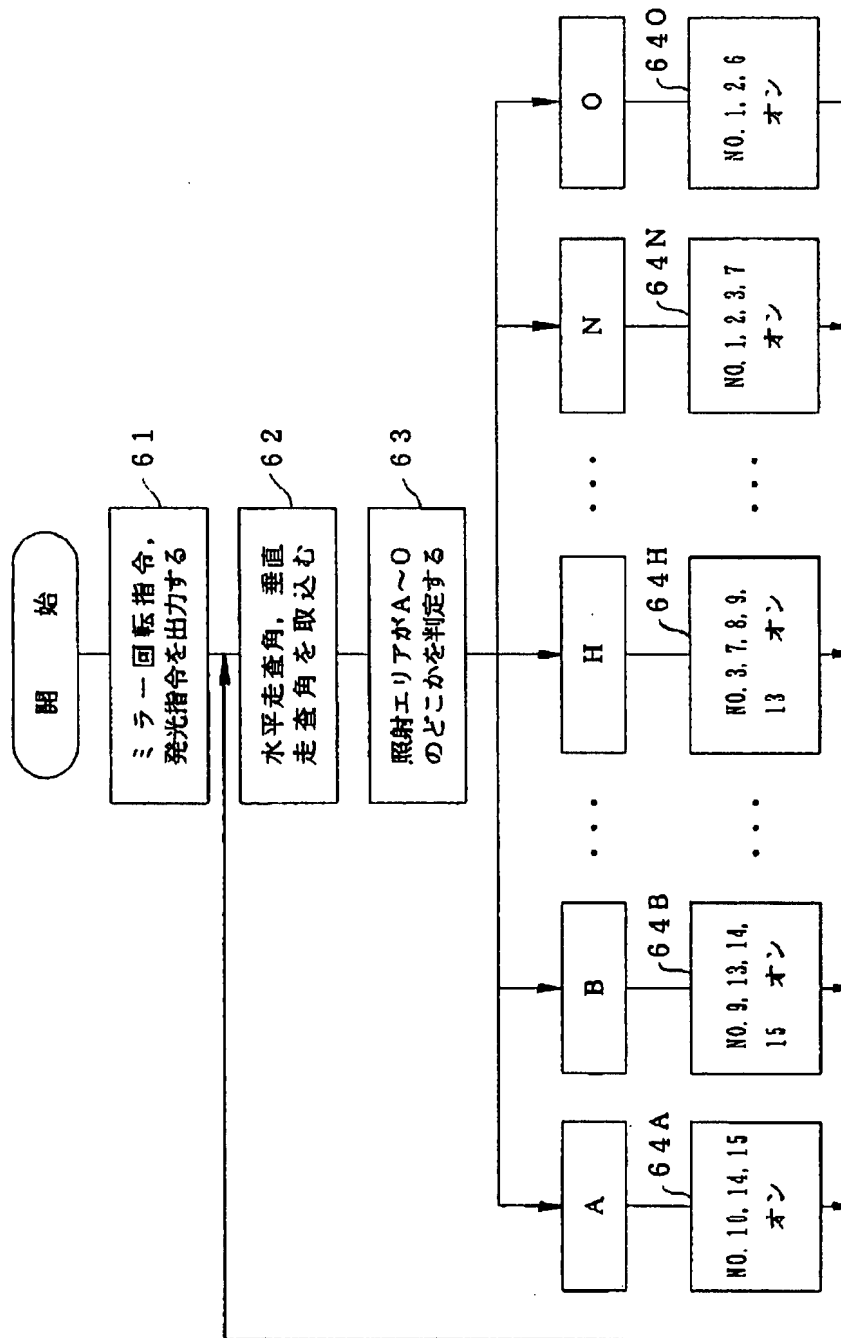 開始
ミラー回転指令,
発光指令を出力する
61
水平走査角, 垂直
走査角を取込む
62
照射エリアがA～O
のどこかを判定する
63
A
B
...
H
...
N
O
64A
NO.10.14.15
オン
64B
NO.9.13.14.
15 オン
...
64H
NO.3.7.8.9.
13 オン
...
64N
NO.1.2.3.7
オン
64O
NO.1.2.6
オン